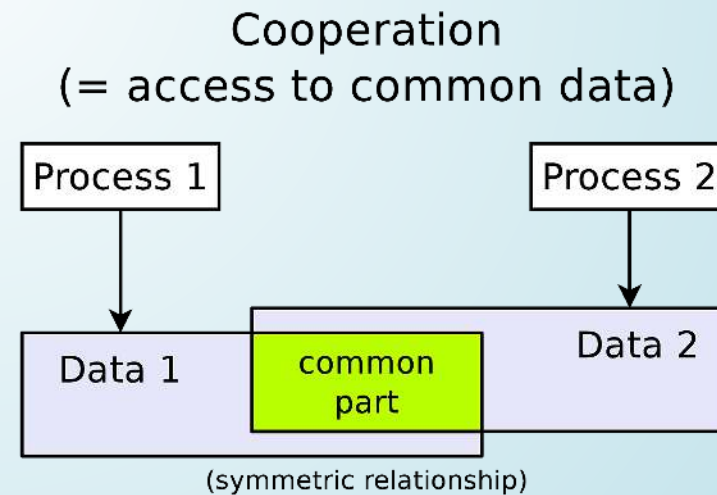 Cooperation
(= access to common data)
Process 1
Process 2
Data 1
common
part
Data 2
(symmetric relationship)